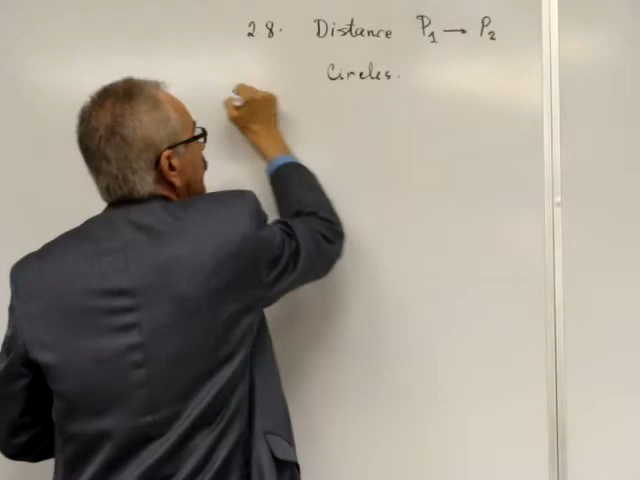 28. Distance P₁ → P₂
Circles.